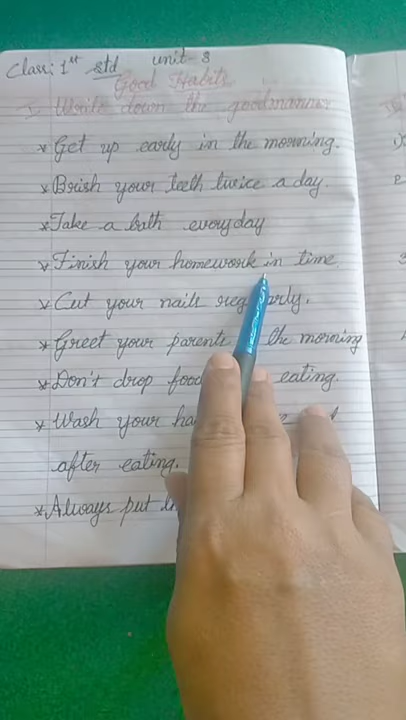 Class: 1st std unit - 8
Good Habits
I. Write down the good manners
* Get up early in the morning.
* Brish your teeth twice a day.
* Take a bath everyday
* Finish your homework in time.
* Cut your nails regularly.
* Greet your parents the morning
* Don't drop food eating.
* Wash your
after eating.
* Always put